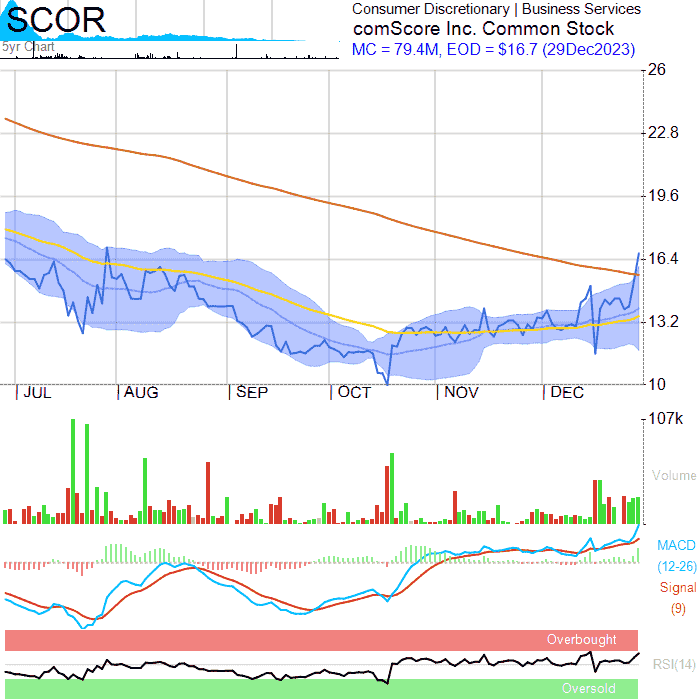 SCOR
5yr Chart
Consumer Discretionary | Business Services
comScore Inc. Common Stock
MC = 79.4M, EOD = $16.7 (29Dec2023)
26
22.8
19.6
16.4
13.2
10
JUL AUG SEP OCT NOV DEC
107k
Volume
MACD
(12-26)
Signal
(9)
Overbought
RSI(14)
Oversold